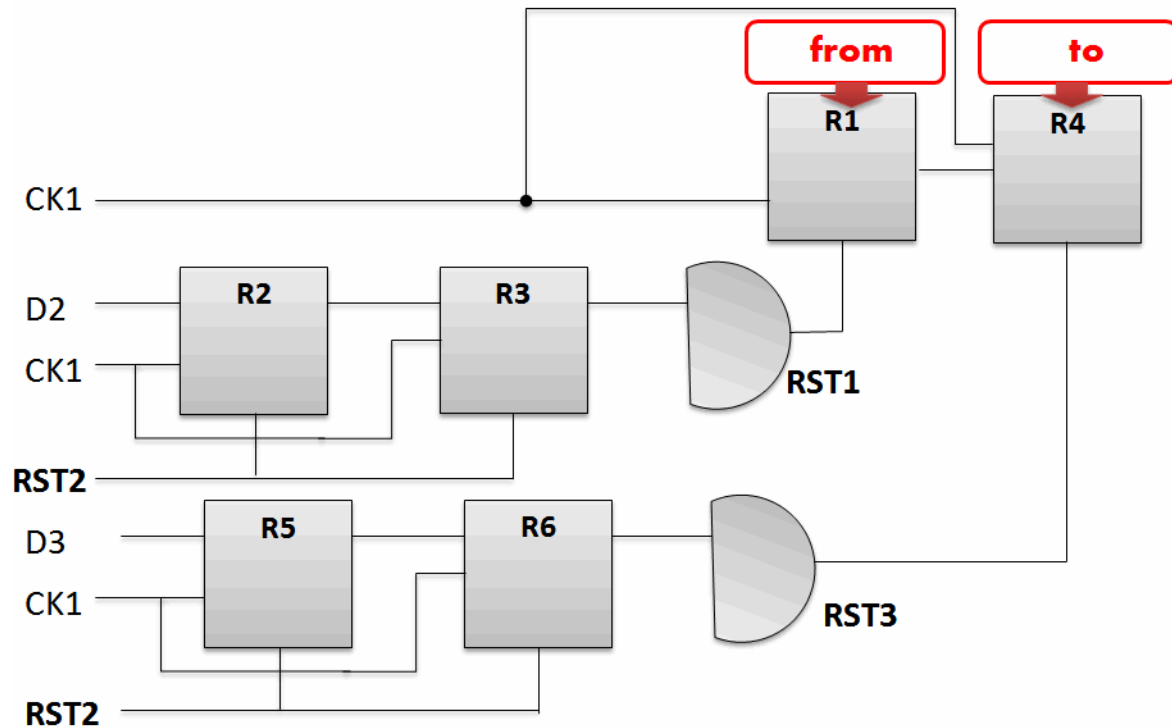 from
to
R1
R4
CK1
R2
R3
D2
CK1
RST1
RST2
R5
R6
D3
CK1
RST3
RST2